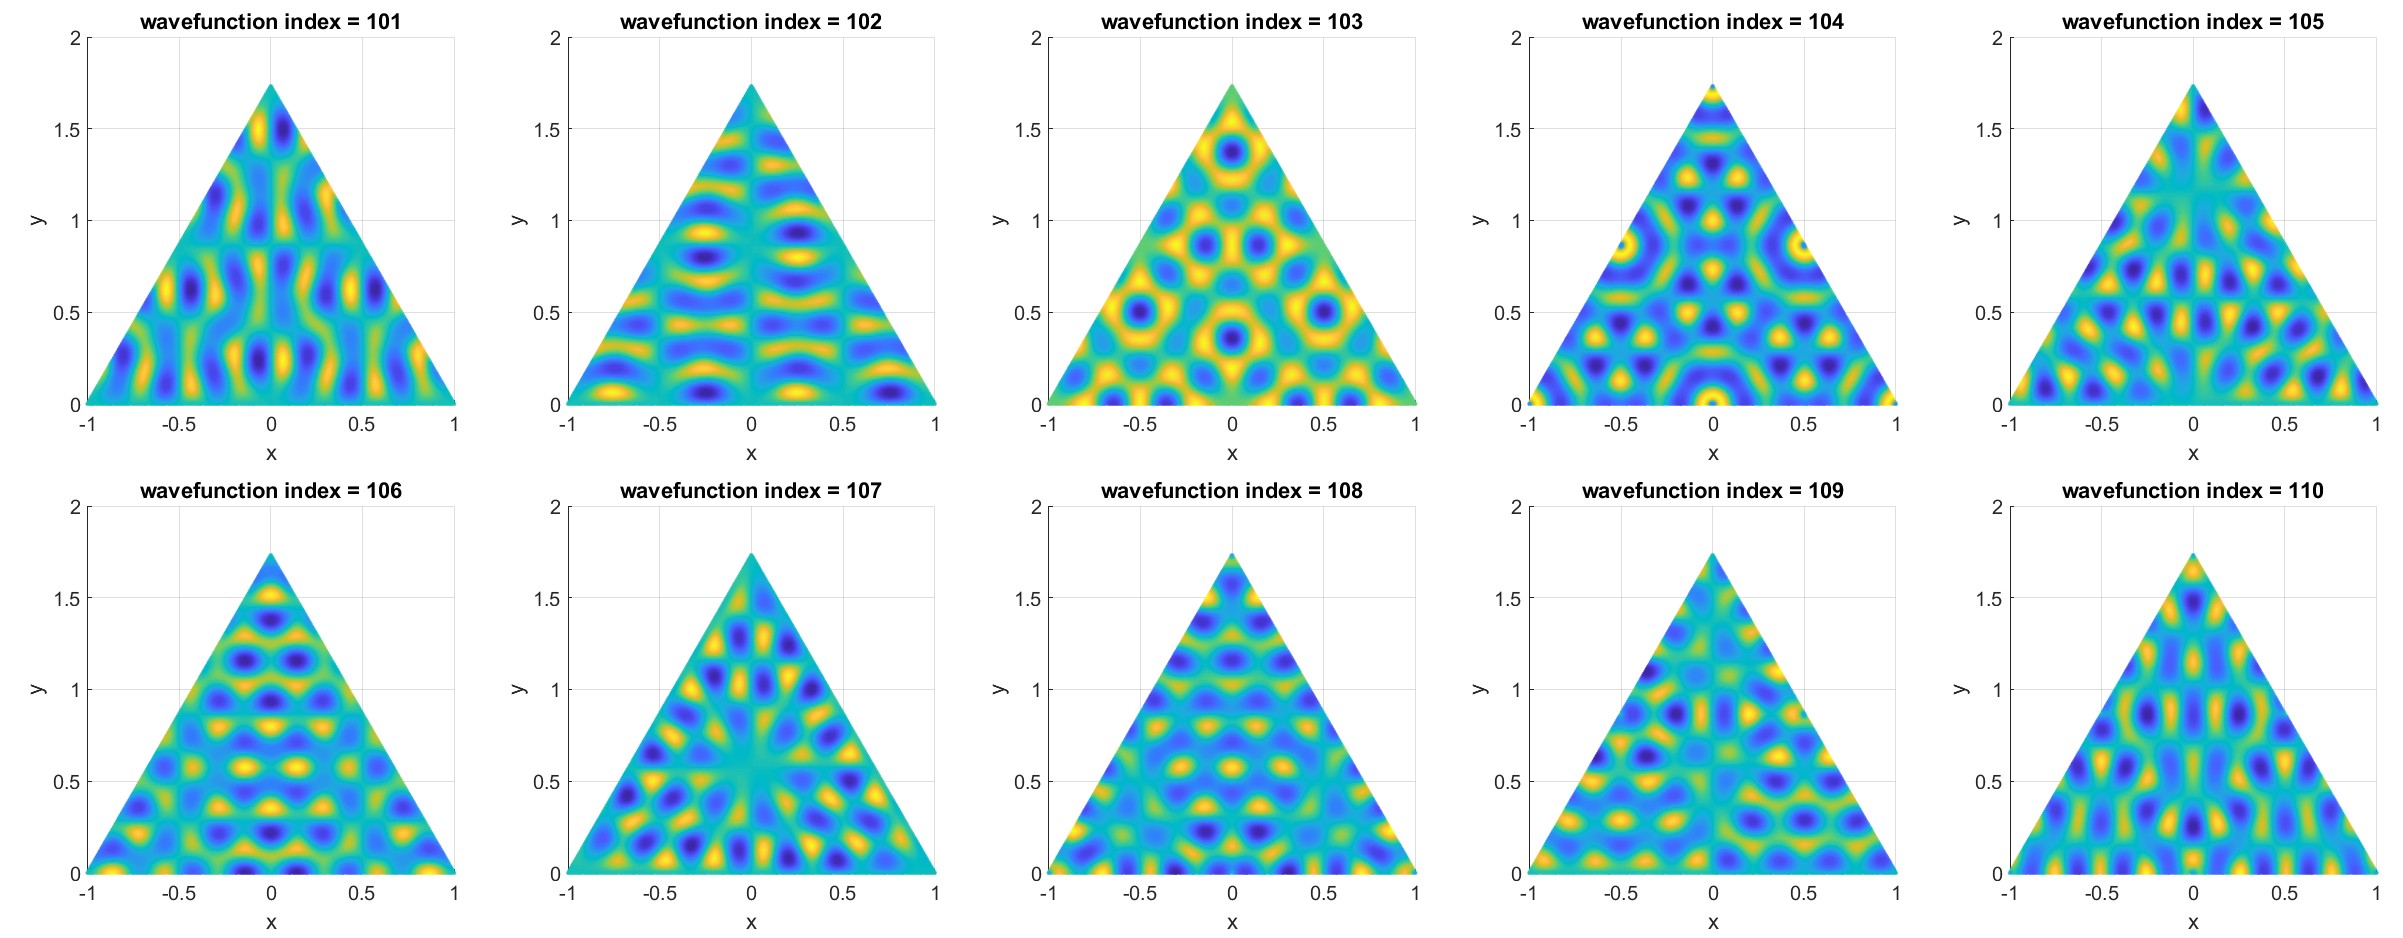 wavefunction index = 101
2
1.5
1
0.5
0
y
-1 -0.5 0 0.5 1
x
wavefunction index = 102
2
1.5
1
0.5
0
y
-1 -0.5 0 0.5 1
x
wavefunction index = 103
2
1.5
1
0.5
0
y
-1 -0.5 0 0.5 1
x
wavefunction index = 104
2
1.5
1
0.5
0
y
-1 -0.5 0 0.5 1
x
wavefunction index = 105
2
1.5
1
0.5
0
y
-1 -0.5 0 0.5 1
x
wavefunction index = 106
2
1.5
1
0.5
0
y
-1 -0.5 0 0.5 1
x
wavefunction index = 107
2
1.5
1
0.5
0
y
-1 -0.5 0 0.5 1
x
wavefunction index = 108
2
1.5
1
0.5
0
y
-1 -0.5 0 0.5 1
x
wavefunction index = 109
2
1.5
1
0.5
0
y
-1 -0.5 0 0.5 1
x
wavefunction index = 110
2
1.5
1
0.5
0
y
-1 -0.5 0 0.5 1
x